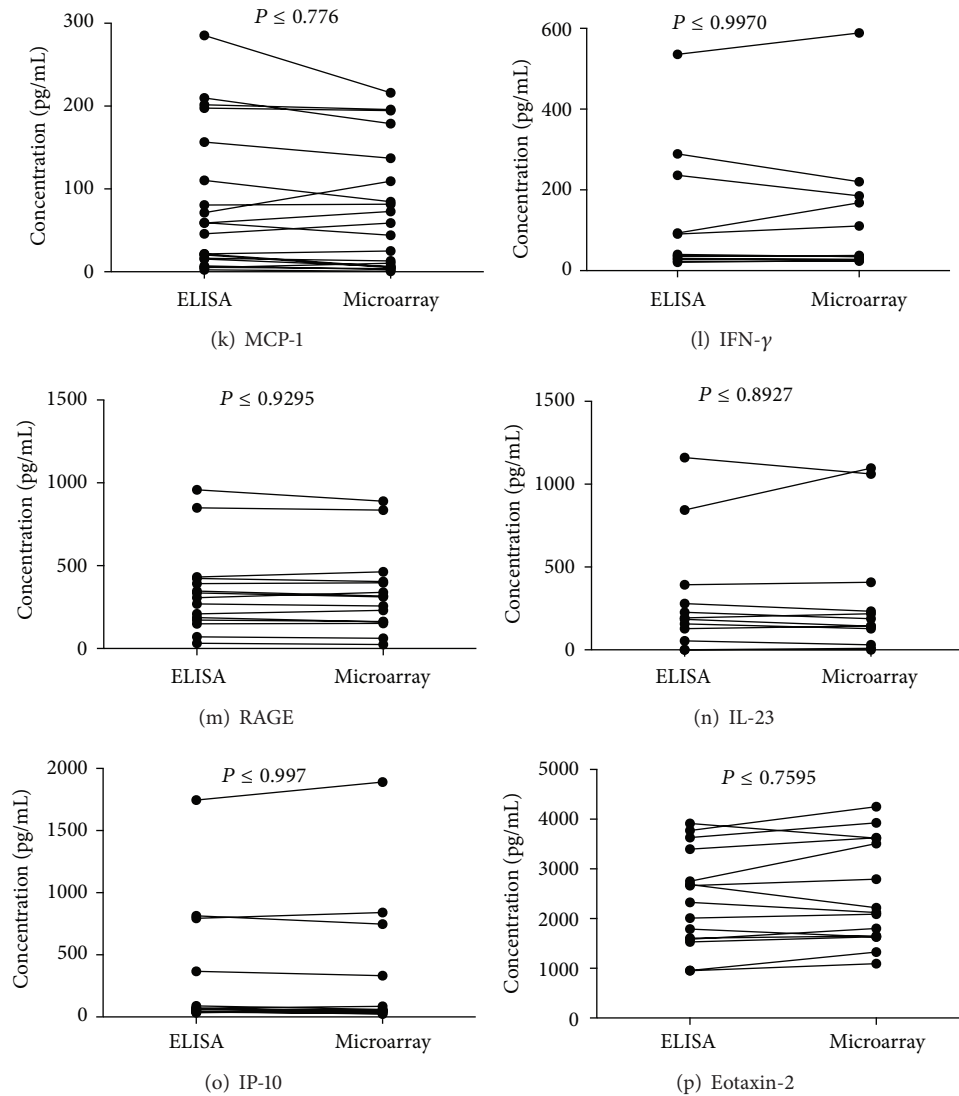 P ≤ 0.776
Concentration (pg/mL)
300
200
100
0
ELISA
Microarray
(k) MCP-1
P ≤ 0.9970
Concentration (pg/mL)
600
400
200
0
ELISA
Microarray
(l) IFN-γ
P ≤ 0.9295
Concentration (pg/mL)
1500
1000
500
0
ELISA
Microarray
(m) RAGE
P ≤ 0.8927
Concentration (pg/mL)
1500
1000
500
0
ELISA
Microarray
(n) IL-23
P ≤ 0.997
Concentration (pg/mL)
2000
1500
1000
500
0
ELISA
Microarray
(o) IP-10
P ≤ 0.7595
Concentration (pg/mL)
5000
4000
3000
2000
1000
0
ELISA
Microarray
(p) Eotaxin-2